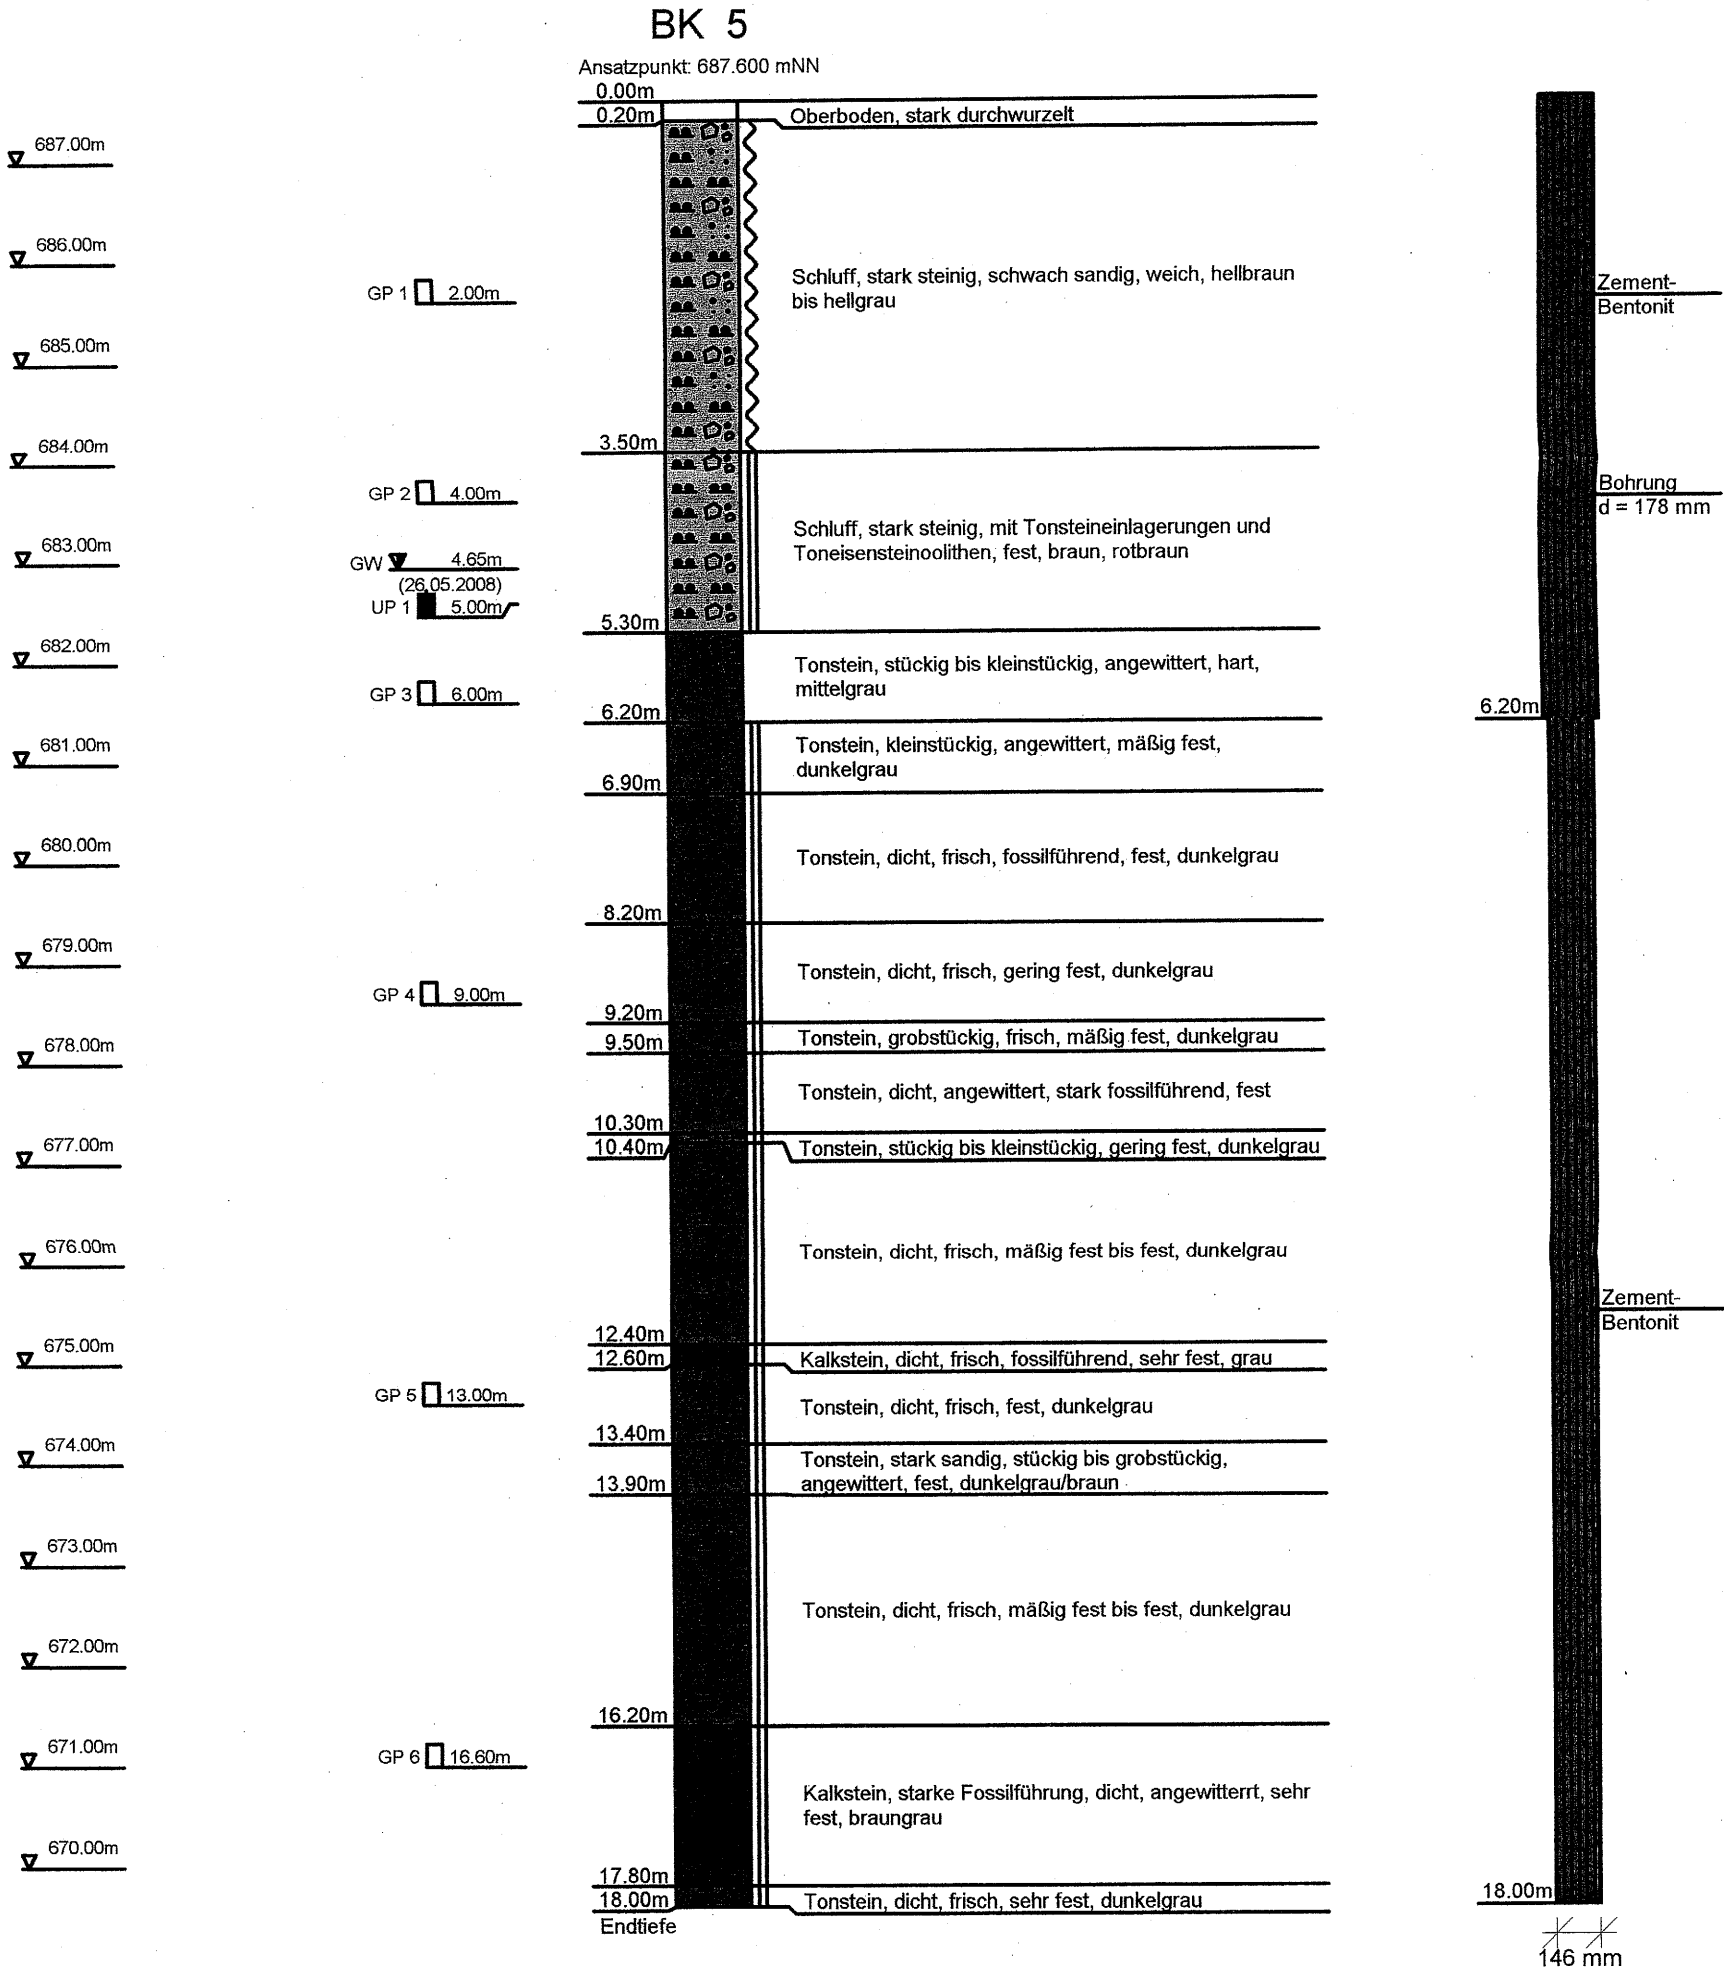 BK 5
Ansatzpunkt: 687.600 mNN
0.00m
0.20m
Oberboden, stark durchwurzelt
687.00m
686.00m
Schluff, stark steinig, schwach sandig, weich, hellbraun
bis hellgrau
GP 1 2.00m
Zement-
Bentonit
685.00m
3.50m
684.00m
GP 2 4.00m
Bohrung
d = 178 mm
Schluff, stark steinig, mit Tonsteineinlagerungen und
Toneisensteinoolithen, fest, braun, rotbraun
683.00m
GW 4.65m
(26.05.2008)
UP 1 5.00m
5.30m
682.00m
Tonstein, stückig bis kleinstückig, angewittert, hart,
mittelgrau
GP 3 6.00m
6.20m
6.20m
681.00m
Tonstein, kleinstückig, angewittert, mäßig fest,
dunkelgrau
6.90m
680.00m
Tonstein, dicht, frisch, fossilführend, fest, dunkelgrau
8.20m
679.00m
Tonstein, dicht, frisch, gering fest, dunkelgrau
GP 4 9.00m
9.20m
Tonstein, grobstückig, frisch, mäßig fest, dunkelgrau
9.50m
678.00m
Tonstein, dicht, angewittert, stark fossilführend, fest
10.30m
10.40m
Tonstein, stückig bis kleinstückig, gering fest, dunkelgrau
677.00m
676.00m
Tonstein, dicht, frisch, mäßig fest bis fest, dunkelgrau
Zement-
Bentonit
12.40m
675.00m
12.60m
Kalkstein, dicht, frisch, fossilführend, sehr fest, grau
GP 5 13.00m
Tonstein, dicht, frisch, fest, dunkelgrau
13.40m
674.00m
Tonstein, stark sandig, stückig bis grobstückig,
angewittert, fest, dunkelgrau/braun
13.90m
673.00m
Tonstein, dicht, frisch, mäßig fest bis fest, dunkelgrau
672.00m
16.20m
671.00m
GP 6 16.60m
Kalkstein, starke Fossilführung, dicht, angewitterrt, sehr
fest, braungrau
670.00m
17.80m
18.00m
Tonstein, dicht, frisch, sehr fest, dunkelgrau
18.00m
Endtiefe
146 mm